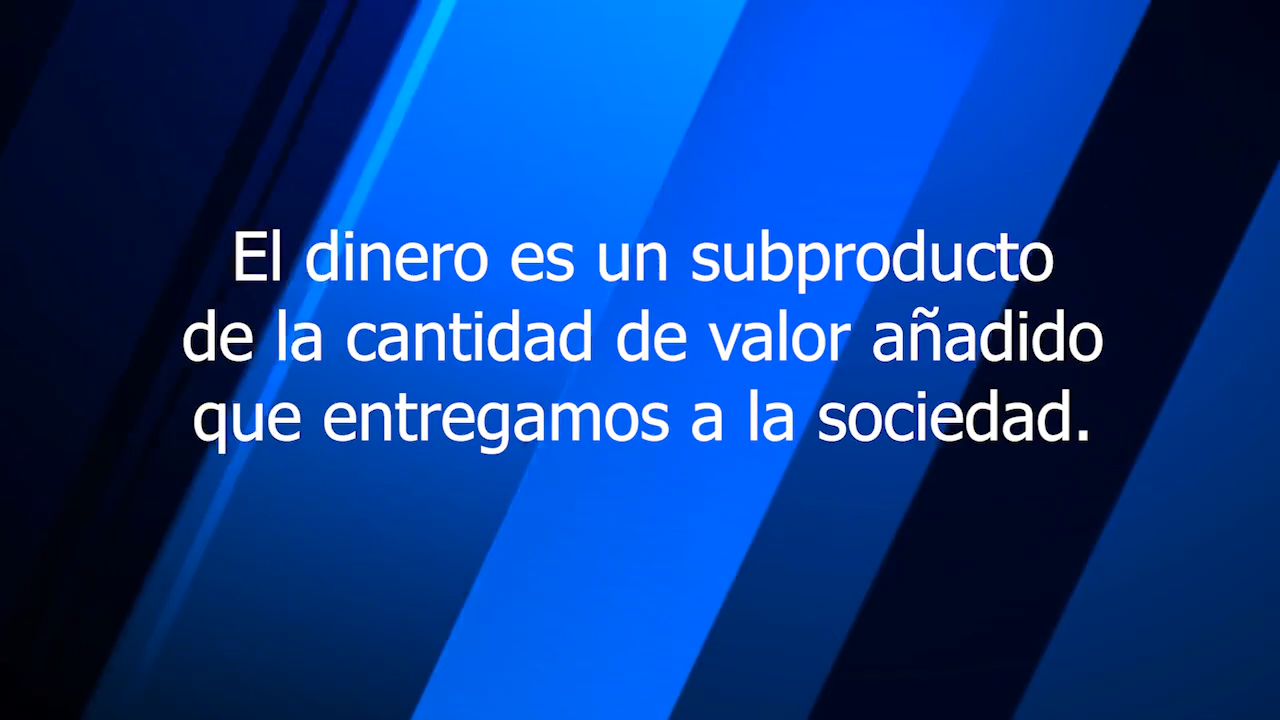 El dinero es un subproducto
de la cantidad de valor añadido
que entregamos a la sociedad.